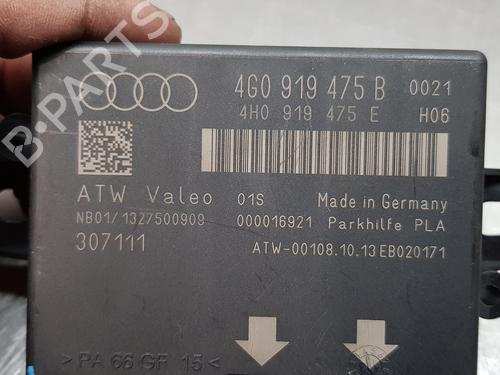 4G0 919 475 B 0021
4H0 919 475 E H06
ATW Valeo 01S Made in Germany
NB01/1327500909 000016921 Parkhilfe PLA
307111 ATW-00108.10.13EB020171
>PA 66 GF 15<
B-PARTS